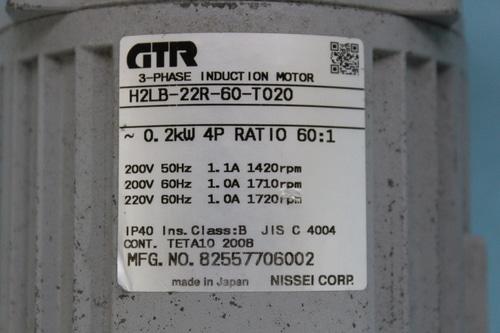 GTR
3-PHASE INDUCTION MOTOR
H2LB-22R-60-T020
~ 0.2kW 4P RATIO 60:1
200V 50Hz 1.1A 1420rpm
200V 60Hz 1.0A 1710rpm
220V 60Hz 1.0A 1720rpm
IP40 Ins.Class:B JIS C 4004
CONT. TETA10 2008
MFG.NO.82557706002
made in Japan NISSEI CORP.